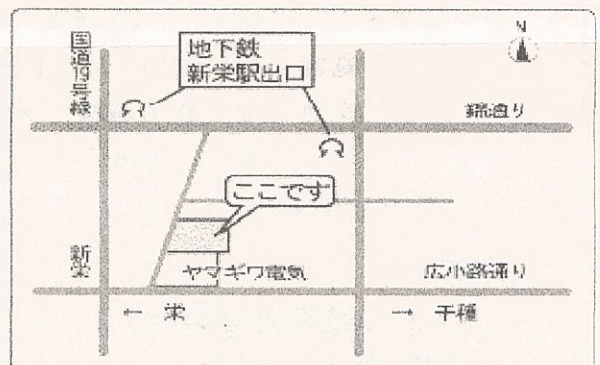 N
国道19号線
地下鉄
新栄駅出口
錦通り
ここです
新栄
ヤマギワ電気
広小路通り
← 栄
→ 千種